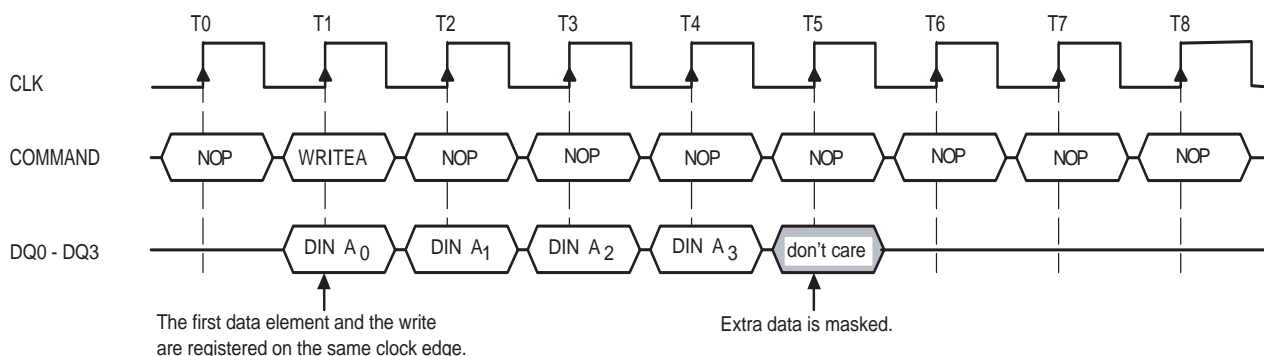 T0 T1 T2 T3 T4 T5 T6 T7 T8
CLK
COMMAND NOP WRITEA NOP NOP NOP NOP NOP NOP NOP
DQ0 - DQ3 DIN A0 DIN A1 DIN A2 DIN A3 don't care
The first data element and the write
are registered on the same clock edge.
Extra data is masked.